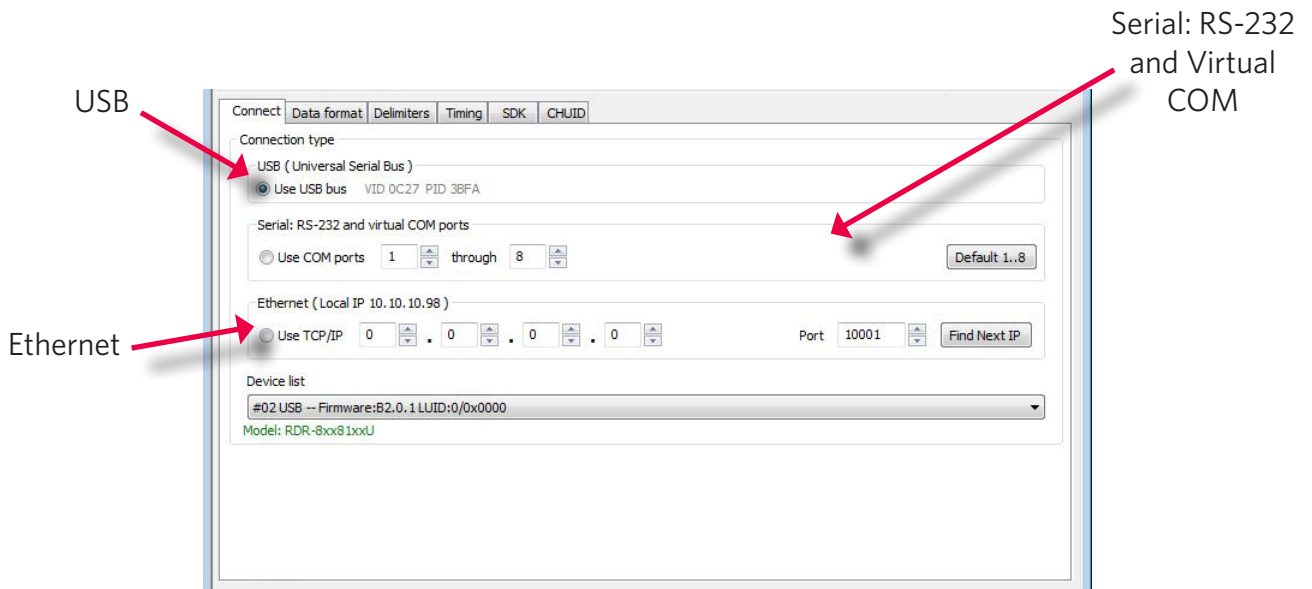 Serial: RS-232
and Virtual
COM
USB
Connect Data format Delimiters Timing SDK CHUID
Connection type
USB ( Universal Serial Bus )
Use USB bus VID 0C27 PID 3BFA
Serial: RS-232 and virtual COM ports
Use COM ports 1 through 8 Default 1..8
Ethernet ( Local IP 10.10.10.98 )
Ethernet
Use TCP/IP 0 . 0 . 0 . 0 Port 10001 Find Next IP
Device list
#02 USB -- Firmware:B2.0.1 LUID:0/0x0000
Model: RDR-8xx81xxU